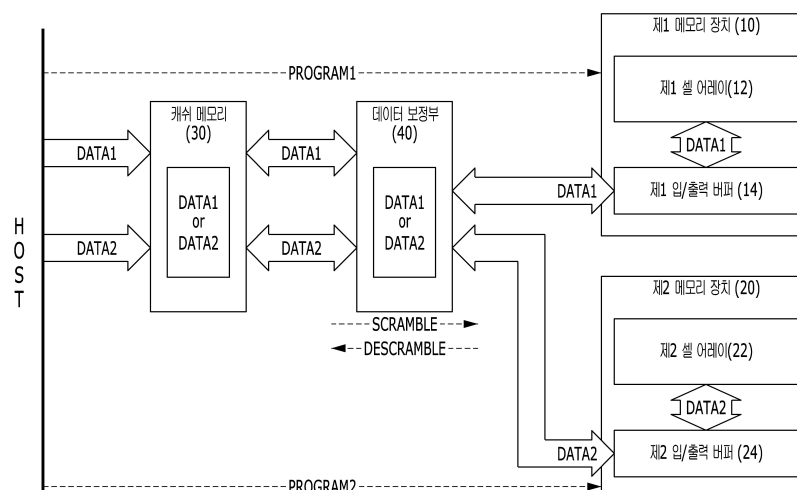 제1 메모리 장치 (10)
PROGRAM1
제1 셀 어레이(12)
캐쉬 메모리
(30)
데이터 보정부
(40)
DATA1
DATA1
DATA1
DATA1
제1 입/출력 버퍼 (14)
DATA1
or
DATA2
DATA1
or
DATA2
DATA2
DATA2
HOST
제2 메모리 장치 (20)
SCRAMBLE
DESCRAMBLE
제2 셀 어레이(22)
DATA2
DATA2
제2 입/출력 버퍼 (24)
PROGRAM2